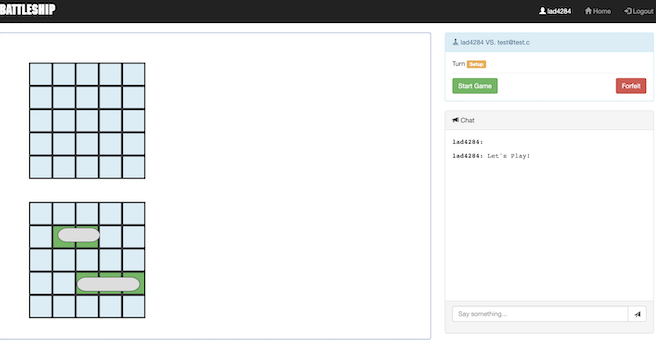 BATTLESHIP
lad4284 Home Logout
lad4284 VS. test@test.c
Turn Setup
Start Game Forfeit
Chat
lad4284:
lad4284: Let's Play!
Say something...